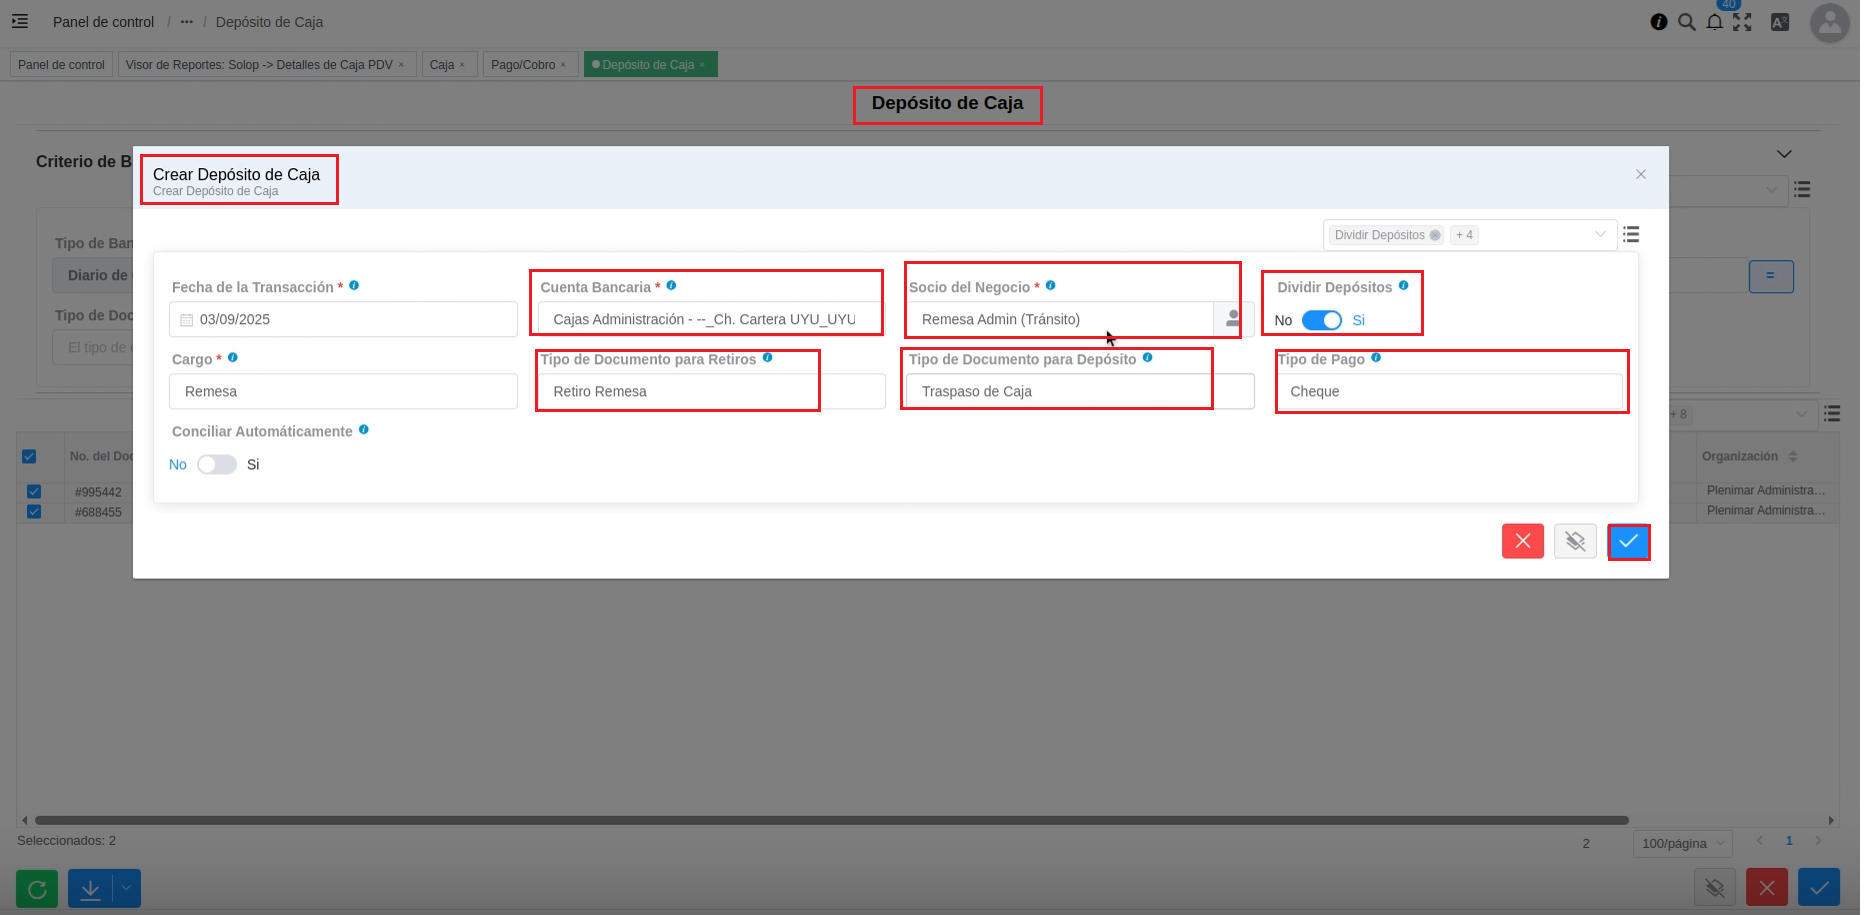 Panel de control / ••• / Depósito de Caja
40
Panel de control
Visor de Reportes: Solop -> Detalles de Caja PDV ×
Caja ×
Pago/Cobro ×
Depósito de Caja ×
Depósito de Caja
Criterio de B
Crear Depósito de Caja
Crear Depósito de Caja
Dividir Depósitos
+ 4
Tipo de Ban
Diario de
Tipo de Doc
El tipo de
=
Fecha de la Transacción *
03/09/2025
Cuenta Bancaria *
Cajas Administración - --_Ch. Cartera UYU_UYU
Socio del Negocio *
Remesa Admin (Tránsito)
Dividir Depósitos
No Si
Cargo *
Remesa
Tipo de Documento para Retiros
Retiro Remesa
Tipo de Documento para Depósito
Traspaso de Caja
Tipo de Pago
Cheque
Conciliar Automáticamente
No Si
+ 8
No. del Doc
Organización
#995442
Plenimar Administra...
#688455
Plenimar Administra...
Seleccionados: 2
2
100/página
1